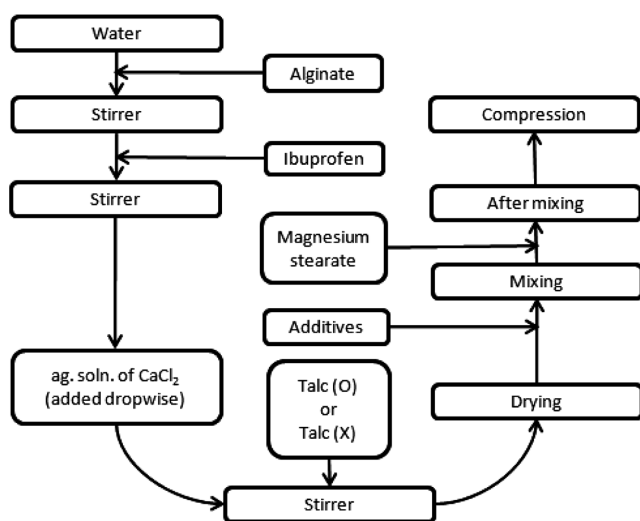 Water
Alginate
Stirrer
Ibuprofen
Stirrer
ag. soln. of CaCl₂
(added dropwise)
Talc (O)
or
Talc (X)
Stirrer
Drying
Additives
Mixing
Magnesium
stearate
After mixing
Compression